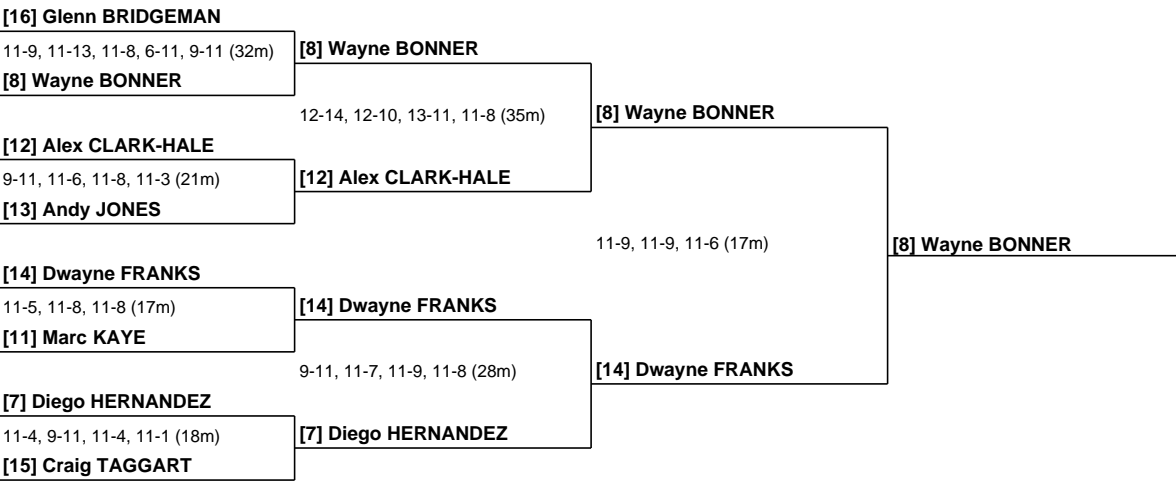 [16] Glenn BRIDGEMAN
11-9, 11-13, 11-8, 6-11, 9-11 (32m)
[8] Wayne BONNER
[12] Alex CLARK-HALE
9-11, 11-6, 11-8, 11-3 (21m)
[13] Andy JONES
[14] Dwayne FRANKS
11-5, 11-8, 11-8 (17m)
[11] Marc KAYE
[7] Diego HERNANDEZ
11-4, 9-11, 11-4, 11-1 (18m)
[15] Craig TAGGART
[8] Wayne BONNER
12-14, 12-10, 13-11, 11-8 (35m)
[12] Alex CLARK-HALE
[14] Dwayne FRANKS
9-11, 11-7, 11-9, 11-8 (28m)
[7] Diego HERNANDEZ
[8] Wayne BONNER
11-9, 11-9, 11-6 (17m)
[14] Dwayne FRANKS
[8] Wayne BONNER